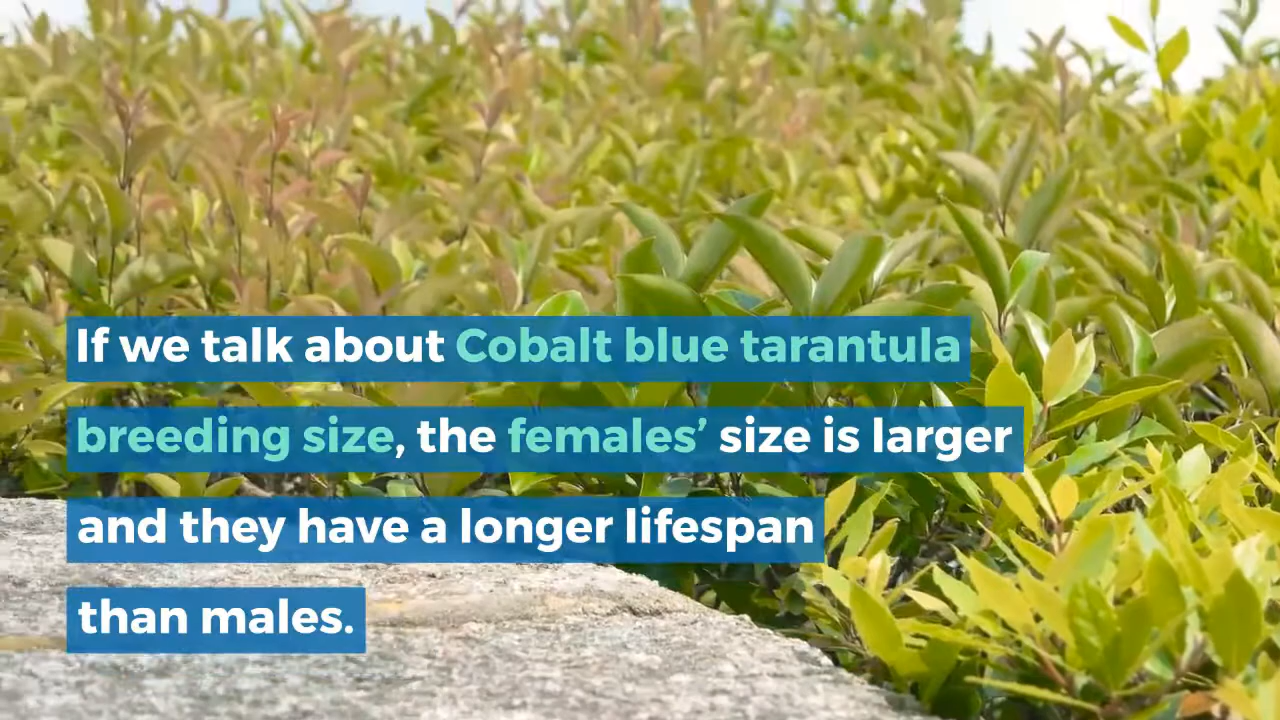 If we talk about Cobalt blue tarantula
breeding size, the females’ size is larger
and they have a longer lifespan
than males.